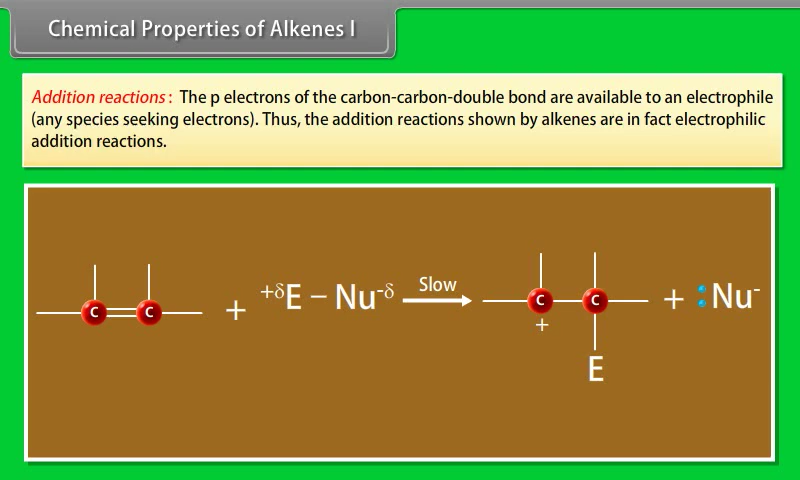 Chemical Properties of Alkenes I
Addition reactions : The p electrons of the carbon-carbon-double bond are available to an electrophile
(any species seeking electrons). Thus, the addition reactions shown by alkenes are in fact electrophilic
addition reactions.
C C + +δE – Nu-δ Slow C C + :Nu-
+
E